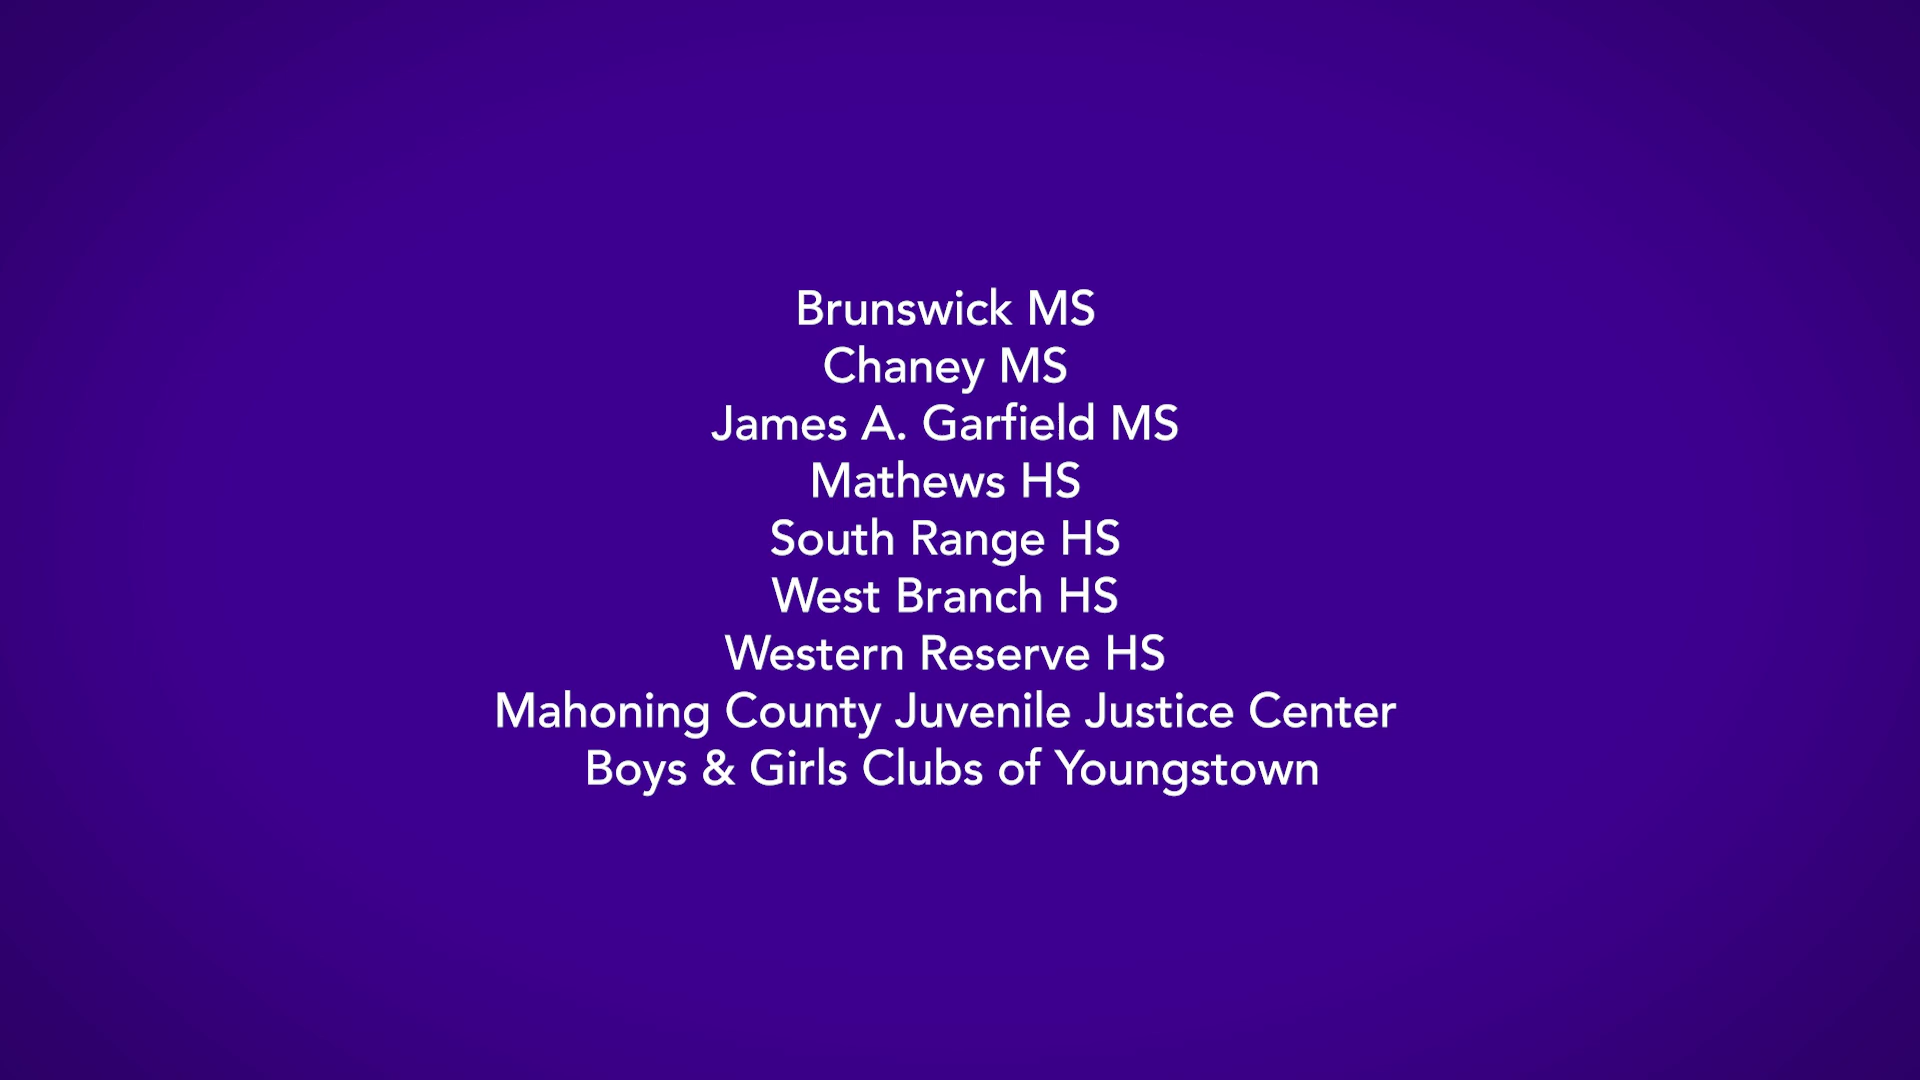 Brunswick MS
Chaney MS
James A. Garfield MS
Mathews HS
South Range HS
West Branch HS
Western Reserve HS
Mahoning County Juvenile Justice Center
Boys & Girls Clubs of Youngstown